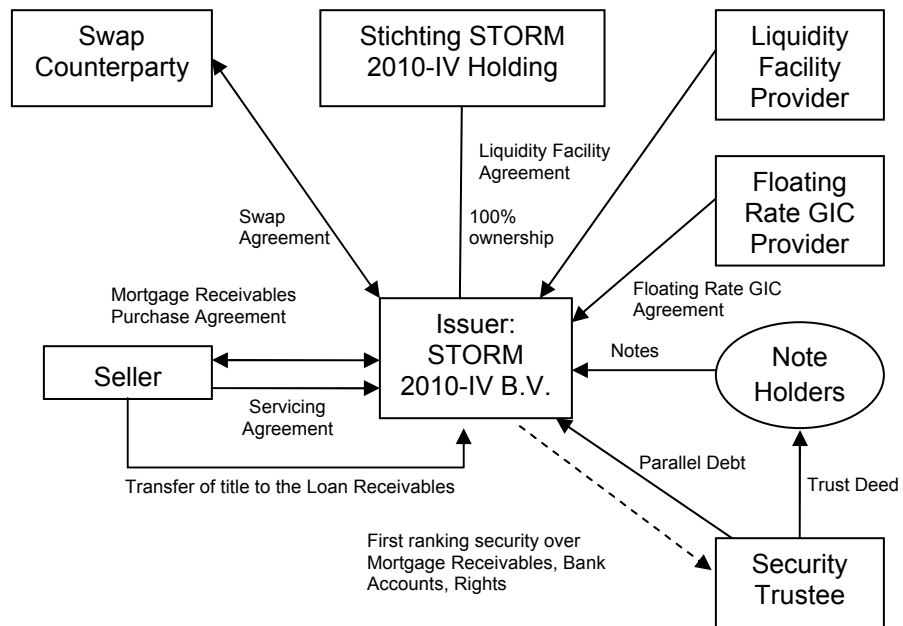 Swap
Counterparty
Stichting STORM
2010-IV Holding
Liquidity
Facility
Provider
Liquidity Facility
Agreement
Swap
Agreement
100%
ownership
Floating
Rate GIC
Provider
Mortgage Receivables
Purchase Agreement
Floating Rate GIC
Agreement
Issuer:
STORM
2010-IV B.V.
Seller
Servicing
Agreement
Notes
Note
Holders
Transfer of title to the Loan Receivables
Parallel Debt
Trust Deed
First ranking security over
Mortgage Receivables, Bank
Accounts, Rights
Security
Trustee